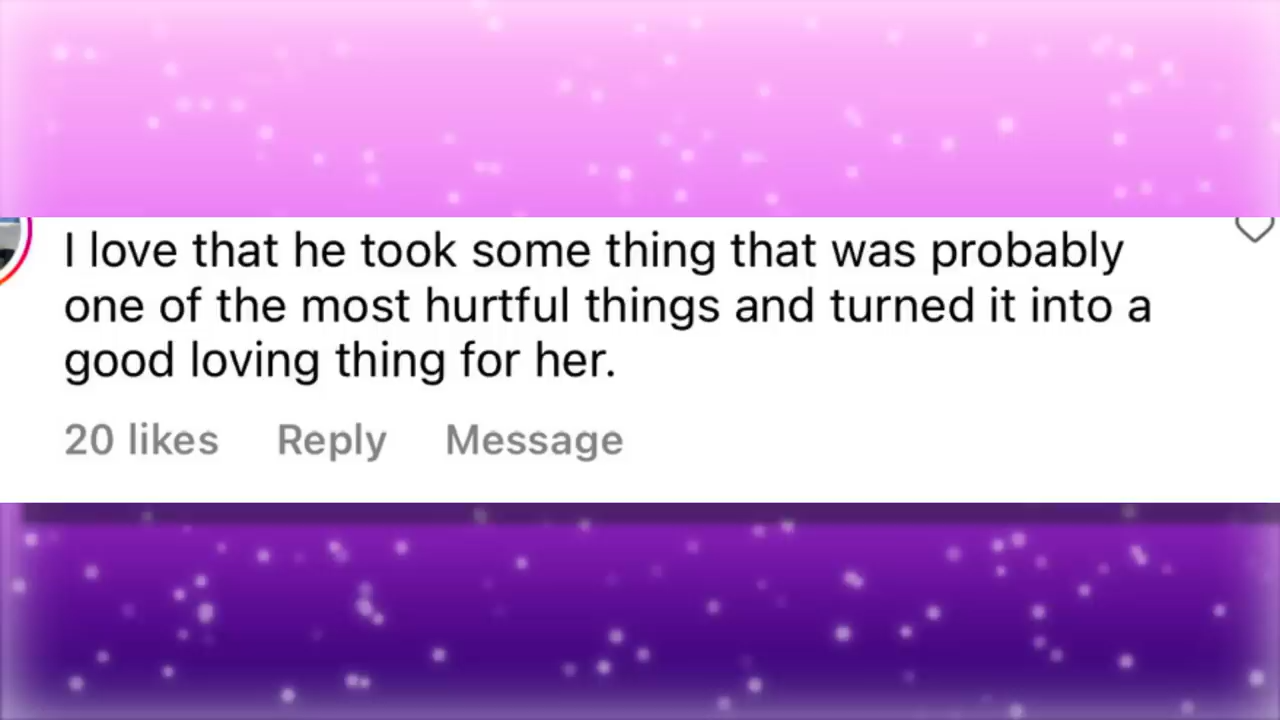 I love that he took some thing that was probably
one of the most hurtful things and turned it into a
good loving thing for her.
20 likes Reply Message